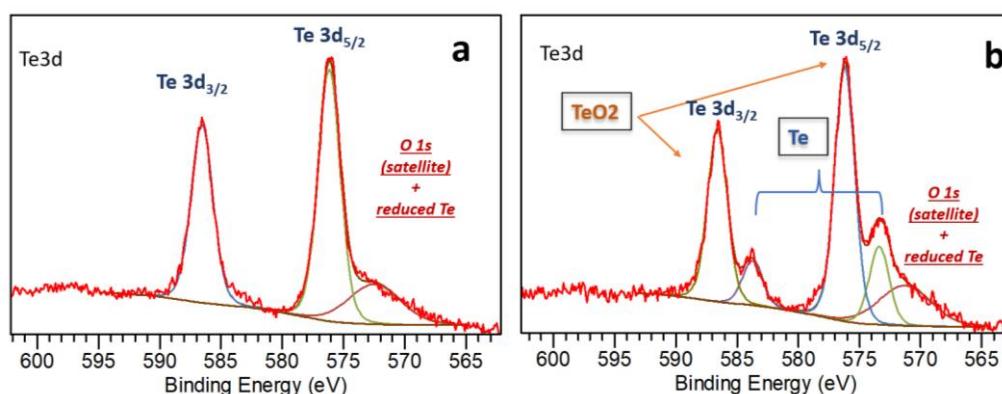 Te3d
Te 3d3/2
Te 3d5/2
a
O 1s
(satellite)
+
reduced Te
600 595 590 585 580 575 570 565
Binding Energy (eV)
Te3d
Te 3d5/2
b
TeO2
Te 3d3/2
Te
O 1s
(satellite)
+
reduced Te
600 595 590 585 580 575 570 565
Binding Energy (eV)